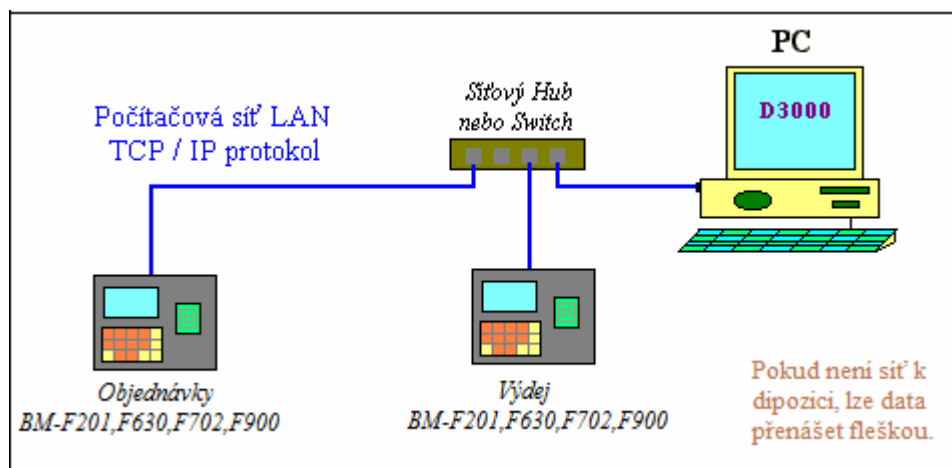 PC
D3000
Síťový Hub
nebo Switch
Počítačová síť LAN
TCP / IP protokol
Objednávky
BM-F201,F630,F702,F900
Výdej
BM-F201,F630,F702,F900
Pokud není síť k
dipozici, lze data
přenášet fleškou.